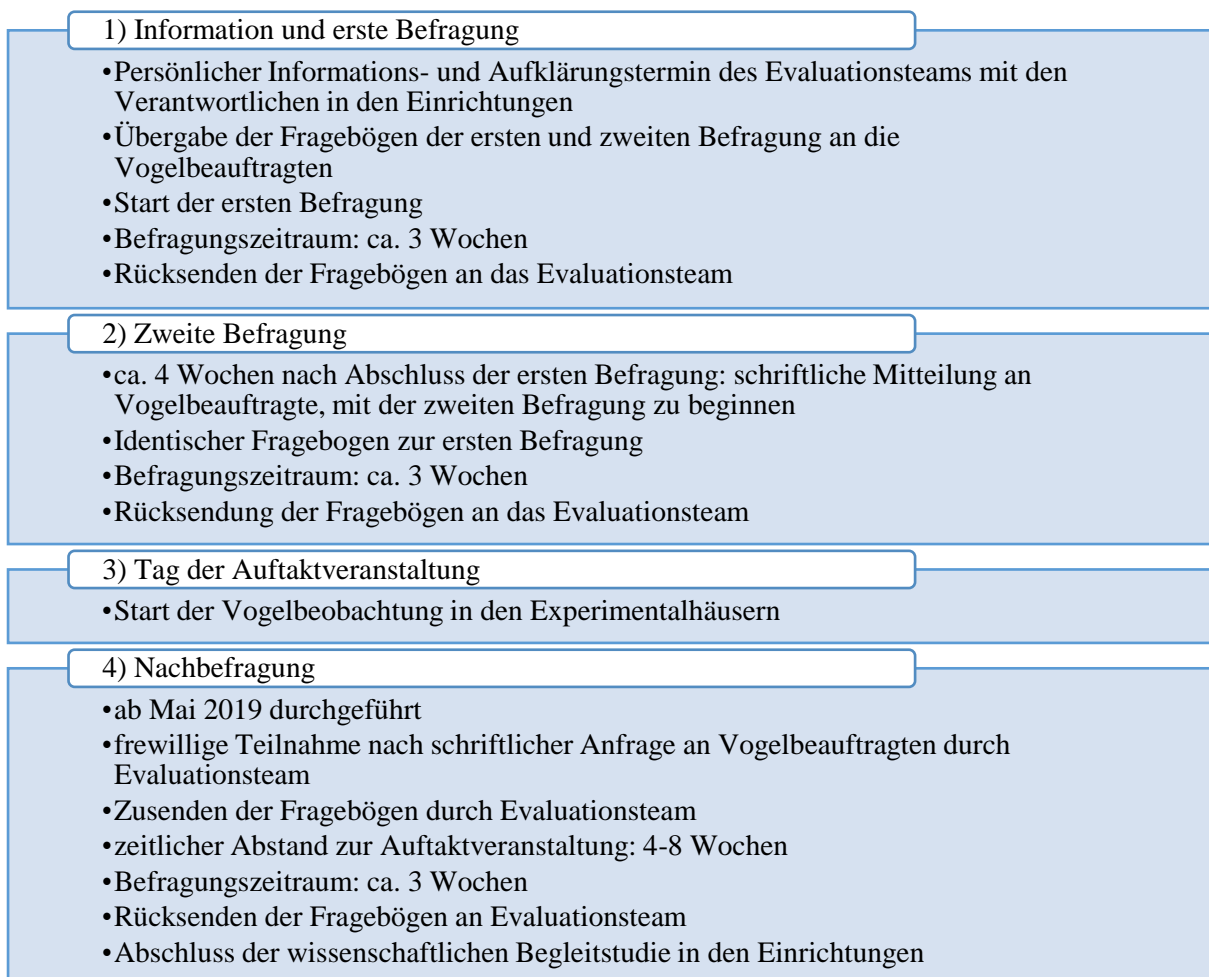 1) Information und erste Befragung
•Persönlicher Informations- und Aufklärungstermin des Evaluationsteams mit den
Verantwortlichen in den Einrichtungen
•Übergabe der Fragebögen der ersten und zweiten Befragung an die
Vogelbeauftragten
•Start der ersten Befragung
•Befragungszeitraum: ca. 3 Wochen
•Rücksenden der Fragebögen an das Evaluationsteam
2) Zweite Befragung
•ca. 4 Wochen nach Abschluss der ersten Befragung: schriftliche Mitteilung an
Vogelbeauftragte, mit der zweiten Befragung zu beginnen
•Identischer Fragebogen zur ersten Befragung
•Befragungszeitraum: ca. 3 Wochen
•Rücksendung der Fragebögen an das Evaluationsteam
3) Tag der Auftaktveranstaltung
•Start der Vogelbeobachtung in den Experimentalhäusern
4) Nachbefragung
•ab Mai 2019 durchgeführt
•frewillige Teilnahme nach schriftlicher Anfrage an Vogelbeauftragten durch
Evaluationsteam
•Zusenden der Fragebögen durch Evaluationsteam
•zeitlicher Abstand zur Auftaktveranstaltung: 4-8 Wochen
•Befragungszeitraum: ca. 3 Wochen
•Rücksenden der Fragebögen an Evaluationsteam
•Abschluss der wissenschaftlichen Begleitstudie in den Einrichtungen